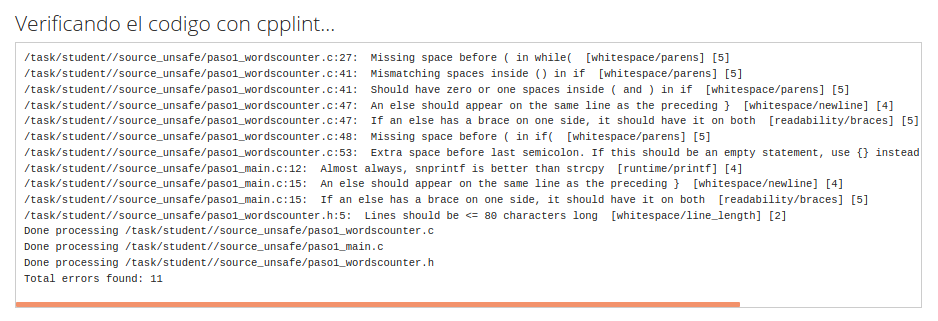 Verificando el codigo con cpplint...
/task/student//source_unsafe/paso1_wordscounter.c:27:  Missing space before ( in while(  [whitespace/parens] [5]
/task/student//source_unsafe/paso1_wordscounter.c:41:  Mismatching spaces inside () in if  [whitespace/parens] [5]
/task/student//source_unsafe/paso1_wordscounter.c:41:  Should have zero or one spaces inside ( and ) in if  [whitespace/parens] [5]
/task/student//source_unsafe/paso1_wordscounter.c:47:  An else should appear on the same line as the preceding }  [whitespace/newline] [4]
/task/student//source_unsafe/paso1_wordscounter.c:47:  If an else has a brace on one side, it should have it on both  [readability/braces] [5]
/task/student//source_unsafe/paso1_wordscounter.c:48:  Missing space before ( in if(  [whitespace/parens] [5]
/task/student//source_unsafe/paso1_wordscounter.c:53:  Extra space before last semicolon. If this should be an empty statement, use {} instead
/task/student//source_unsafe/paso1_main.c:12:  Almost always, snprintf is better than strcpy  [runtime/printf] [4]
/task/student//source_unsafe/paso1_main.c:15:  An else should appear on the same line as the preceding }  [whitespace/newline] [4]
/task/student//source_unsafe/paso1_main.c:15:  If an else has a brace on one side, it should have it on both  [readability/braces] [5]
/task/student//source_unsafe/paso1_wordscounter.h:5:  Lines should be <= 80 characters long  [whitespace/line_length] [2]
Done processing /task/student//source_unsafe/paso1_wordscounter.c
Done processing /task/student//source_unsafe/paso1_main.c
Done processing /task/student//source_unsafe/paso1_wordscounter.h
Total errors found: 11